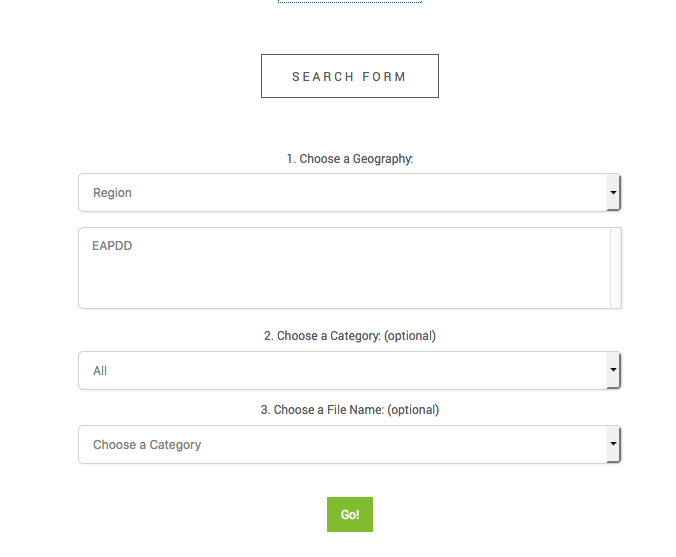 SEARCH FORM
1. Choose a Geography:
Region
EAPDD
2. Choose a Category: (optional)
All
3. Choose a File Name: (optional)
Choose a Category
Go!